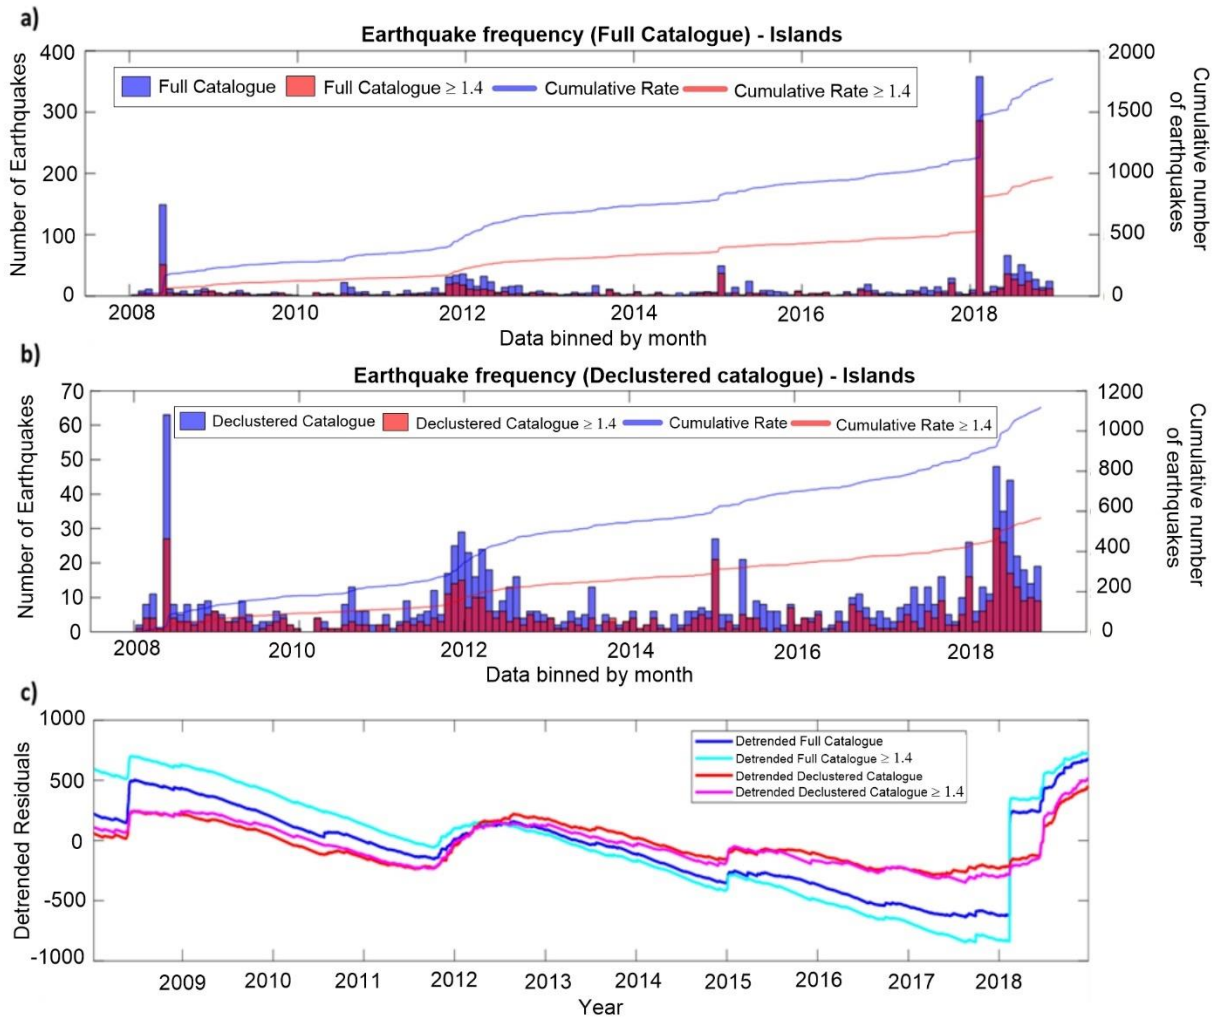 a)
Earthquake frequency (Full Catalogue) - Islands
Number of Earthquakes
400
300
200
100
0
Full Catalogue Full Catalogue ≥ 1.4 Cumulative Rate Cumulative Rate ≥ 1.4
2000
1500
1000
500
0
Cumulative number
of earthquakes
2008 2010 2012 2014 2016 2018
Data binned by month
b)
Earthquake frequency (Declustered catalogue) - Islands
Number of Earthquakes
70
60
50
40
30
20
10
0
Declustered Catalogue Declustered Catalogue ≥ 1.4 Cumulative Rate Cumulative Rate ≥ 1.4
1200
1000
800
600
400
200
0
Cumulative number
of earthquakes
2008 2010 2012 2014 2016 2018
Data binned by month
c)
Detrended Residuals
1000
500
0
-500
-1000
Detrended Full Catalogue
Detrended Full Catalogue ≥ 1.4
Detrended Declustered Catalogue
Detrended Declustered Catalogue ≥ 1.4
2009 2010 2011 2012 2013 2014 2015 2016 2017 2018
Year